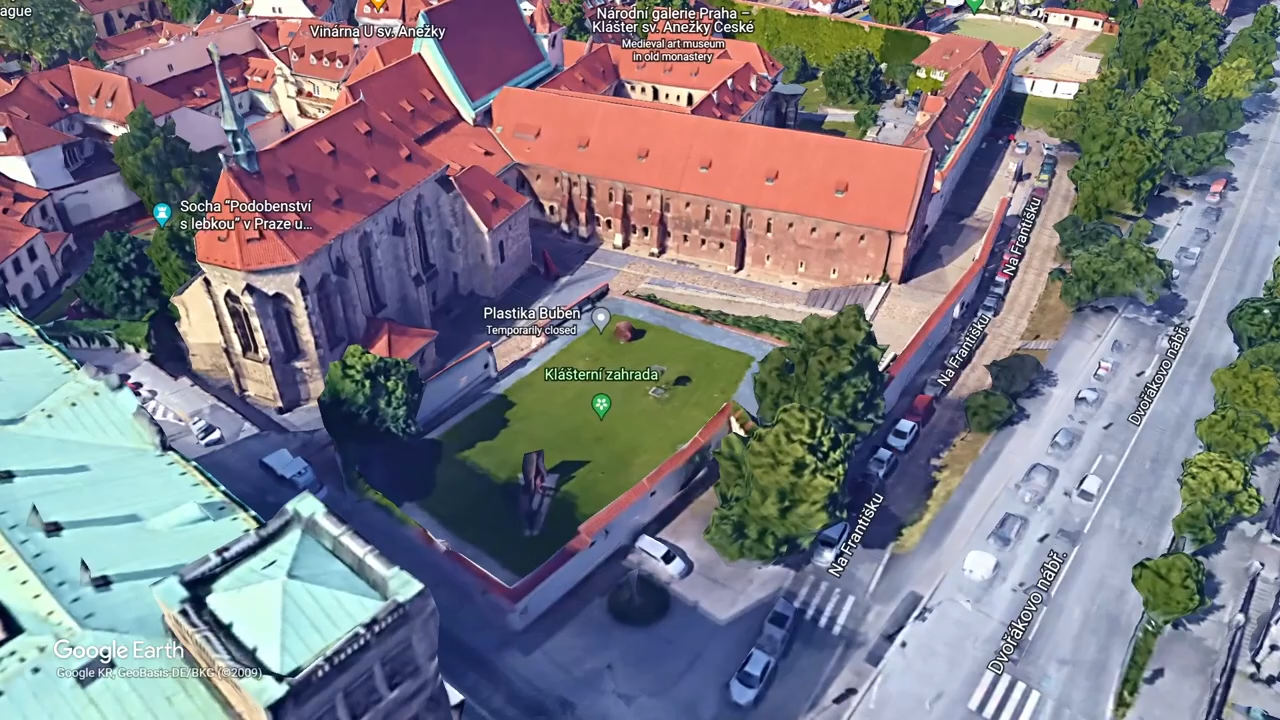 ague
Vinárna U sv. Anežky
Národní galerie Praha –
Klášter sv. Anežky České
Medieval art museum
in old monastery
Socha “Podobenství
s lebkou” v Praze u...
Plastika Buben
Temporarily closed
Klášterní zahrada
Na Františku
Na Františku
Na Františku
Dvořákovo nábř.
Dvořákovo nábř.
Google Earth
Google KR, GeoBasis-DE/BKG (©2009)